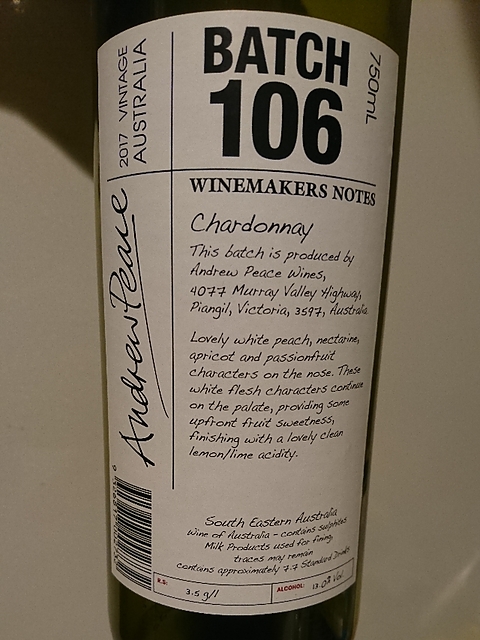 BATCH
106
750mL
2017 VINTAGE
AUSTRALIA
Andrew Peace
WINEMAKERS NOTES
Chardonnay
This batch is produced by
Andrew Peace Wines,
4077 Murray Valley Highway,
Piangil, Victoria, 3597, Australia
Lovely white peach, nectarine,
apricot and passionfruit
characters on the nose. These
white flesh characters continue
on the palate, providing some
upfront fruit sweetness,
finishing with a lovely clean
lemon/lime acidity.
South Eastern Australia
Wine of Australia - contains sulphites
Milk Products used for fining,
traces may remain
contains approximately 7.7 Standard Drinks
R.S: 3.5 g/l
ALCOHOL: 13.0% Vol